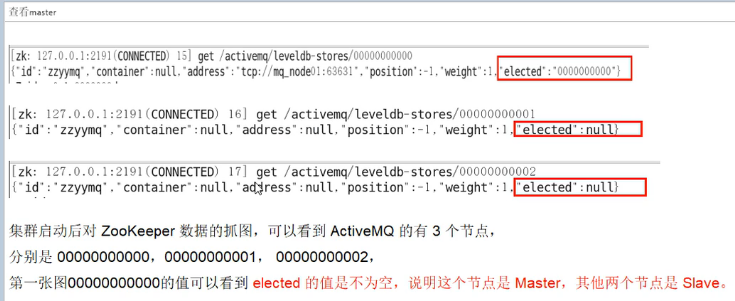 查看master
[zk: 127.0.0.1:2191(CONNECTED) 15] get /activemq/leveldb-stores/00000000000
{"id":"zzyymq","container":null,"address":"tcp://mq_node01:63631","position":-1,"weight":1,"elected":"0000000000"}
[zk: 127.0.0.1:2191(CONNECTED) 16] get /activemq/leveldb-stores/00000000001
{"id":"zzyymq","container":null,"address":null,"position":-1,"weight":1,"elected":null}
[zk: 127.0.0.1:2191(CONNECTED) 17] get /activemq/leveldb-stores/00000000002
{"id":"zzyymq","container":null,"address":null,"position":-1,"weight":1,"elected":null}
集群启动后对 ZooKeeper 数据的抓图，可以看到 ActiveMQ 的有 3 个节点，
分别是 00000000000，00000000001， 00000000002，
第一张图00000000000的值可以看到 elected 的值是不为空，说明这个节点是 Master，其他两个节点是 Slave。